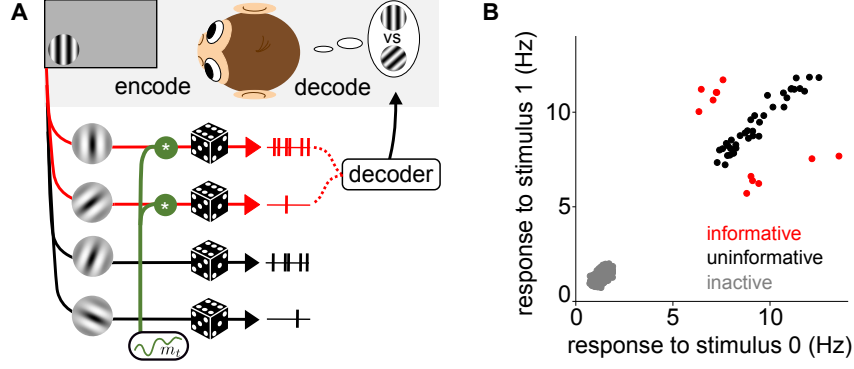 A
encode
decode
vs
*
*
decoder
m_t
B
response to stimulus 1 (Hz)
10
5
0
informative
uninformative
inactive
0
5
10
response to stimulus 0 (Hz)